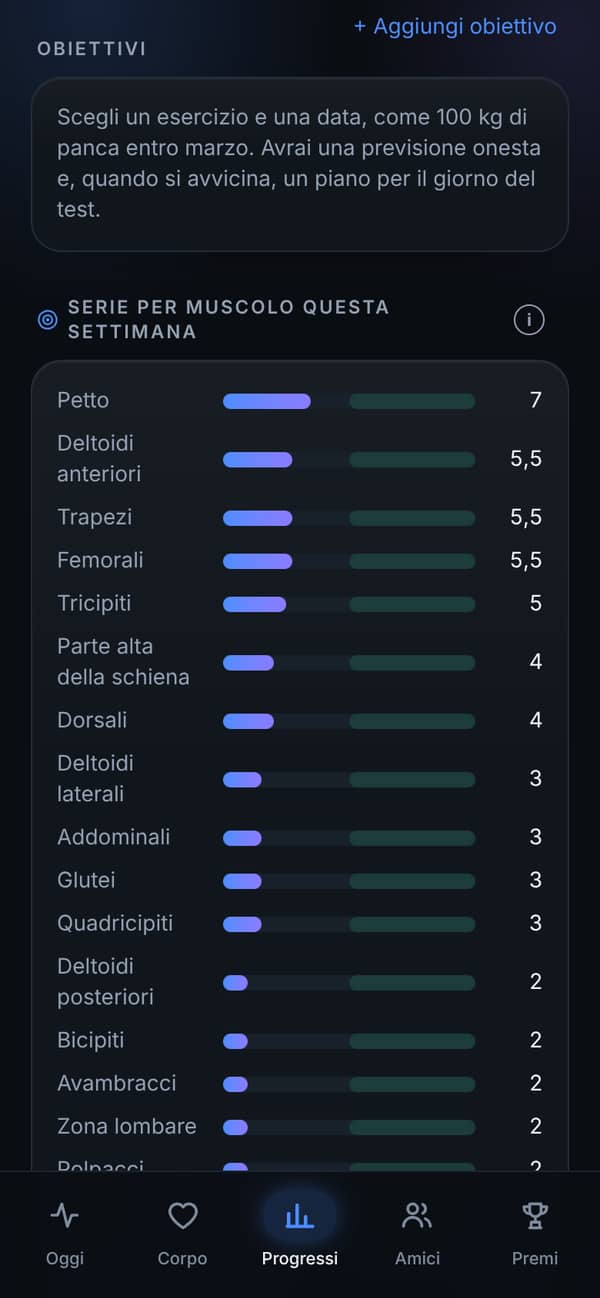 + Aggiungi obiettivo
OBIETTIVI
Scegli un esercizio e una data, come 100 kg di
panca entro marzo. Avrai una previsione onesta
e, quando si avvicina, un piano per il giorno del
test.
SERIE PER MUSCOLO QUESTA
SETTIMANA
i
Petto 7
Deltoidi
anteriori 5,5
Trapezi 5,5
Femorali 5,5
Tricipiti 5
Parte alta
della schiena 4
Dorsali 4
Deltoidi
laterali 3
Addominali 3
Glutei 3
Quadricipiti 3
Deltoidi
posteriori 2
Bicipiti 2
Avambracci 2
Zona lombare 2
Polpacci 2
Oggi Corpo Progressi Amici Premi